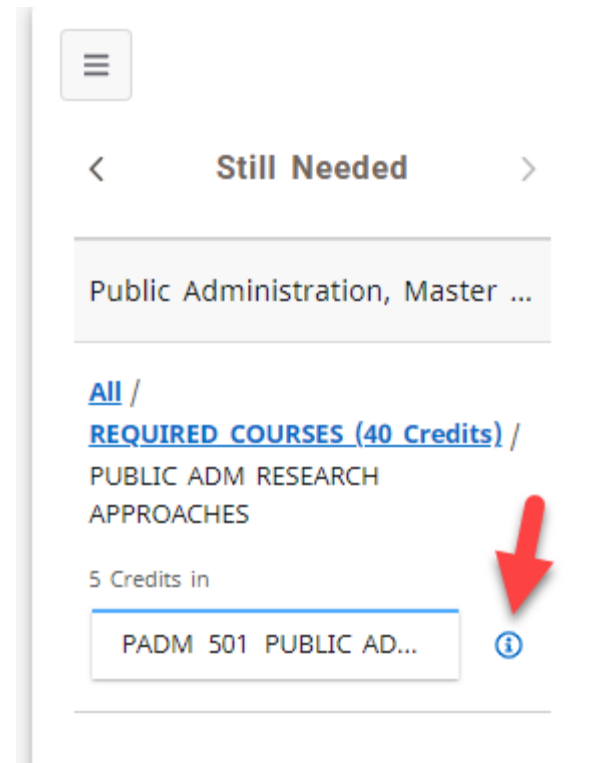 Still Needed
Public Administration, Master ...
All /
REQUIRED COURSES (40 Credits) /
PUBLIC ADM RESEARCH
APPROACHES
5 Credits in
PADM 501 PUBLIC AD...